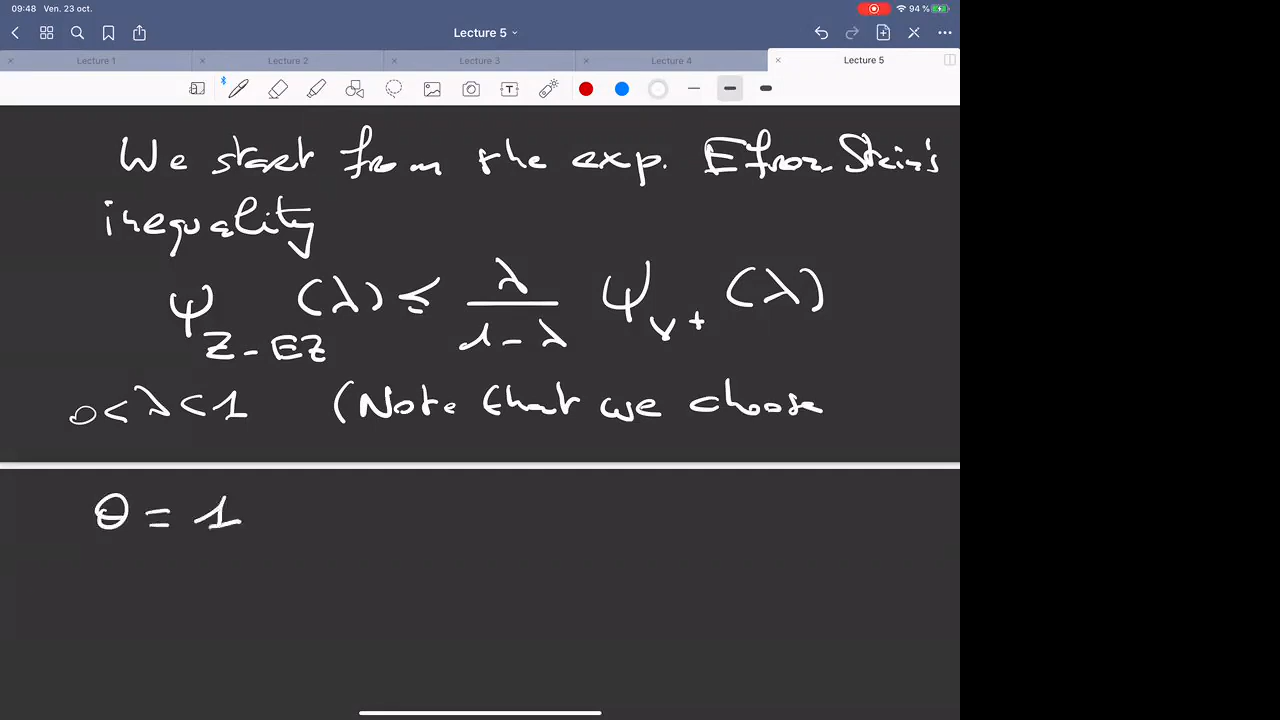 09:48 Ven. 23 oct.
94 %
Lecture 5
Lecture 1
Lecture 2
Lecture 3
Lecture 4
Lecture 5
We start from the exp. Efron-Stein's
inequality
ψ_{Z-EZ} (λ) ≤ λ/(1-λ) ψ_{V+} (λ)
0<λ<1 (Note that we choose
θ = 1